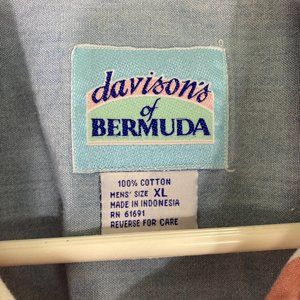 davison's
of
BERMUDA
100% COTTON
MENS' SIZE XL
MADE IN INDONESIA
RN 61691
REVERSE FOR CARE